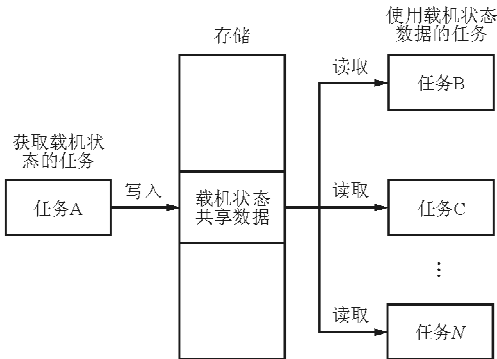 使用载机状态
数据的任务
存储
读取
任务B
获取载机状
态的任务
任务A
写入
载机状态
共享数据
读取
任务C
⋮
读取
任务N